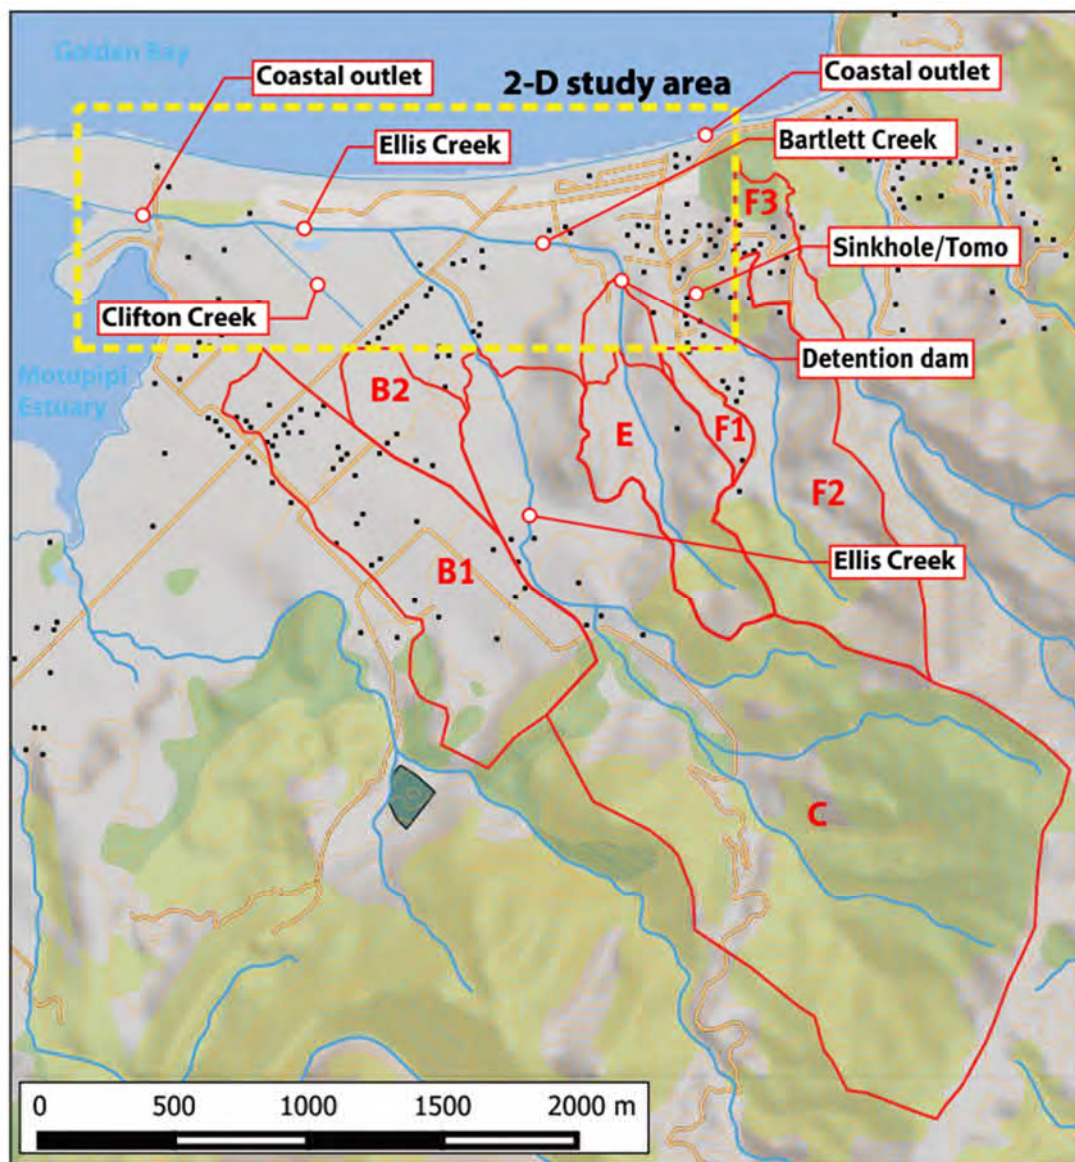 Golden Bay
Coastal outlet
2-D study area
Coastal outlet
Ellis Creek
Bartlett Creek
F3
Sinkhole/Tomo
Clifton Creek
Detention dam
Motupipi
Estuary
B2
E
F1
F2
B1
Ellis Creek
C
0 500 1000 1500 2000 m